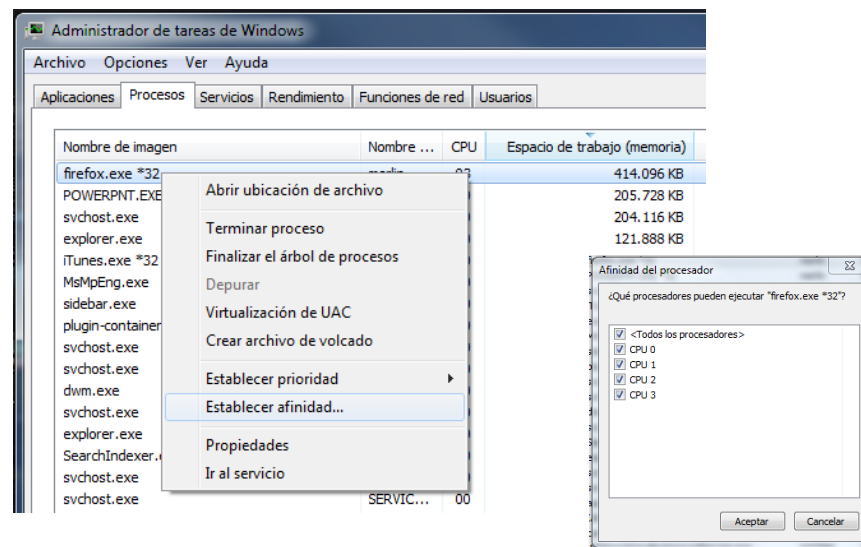 Administrador de tareas de Windows
Archivo Opciones Ver Ayuda
Aplicaciones Procesos Servicios Rendimiento Funciones de red Usuarios
Nombre de imagen Nombre ... CPU Espacio de trabajo (memoria)
firefox.exe *32 414.096 KB
POWERPNT.EXE 205.728 KB
svchost.exe 204.116 KB
explorer.exe 121.888 KB
iTunes.exe *32
MsMpEng.exe
sidebar.exe
plugin-container
svchost.exe
svchost.exe
dwm.exe
svchost.exe
explorer.exe
SearchIndexer.
svchost.exe
svchost.exe SERVIC... 00
Abrir ubicación de archivo
Terminar proceso
Finalizar el árbol de procesos
Depurar
Virtualización de UAC
Crear archivo de volcado
Establecer prioridad
Establecer afinidad...
Propiedades
Ir al servicio
Afinidad del procesador
¿Qué procesadores pueden ejecutar "firefox.exe *32"?
<Todos los procesadores>
CPU 0
CPU 1
CPU 2
CPU 3
Aceptar Cancelar